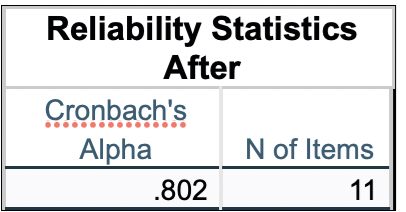 Reliability Statistics
After
Cronbach's
Alpha N of Items
.802 11